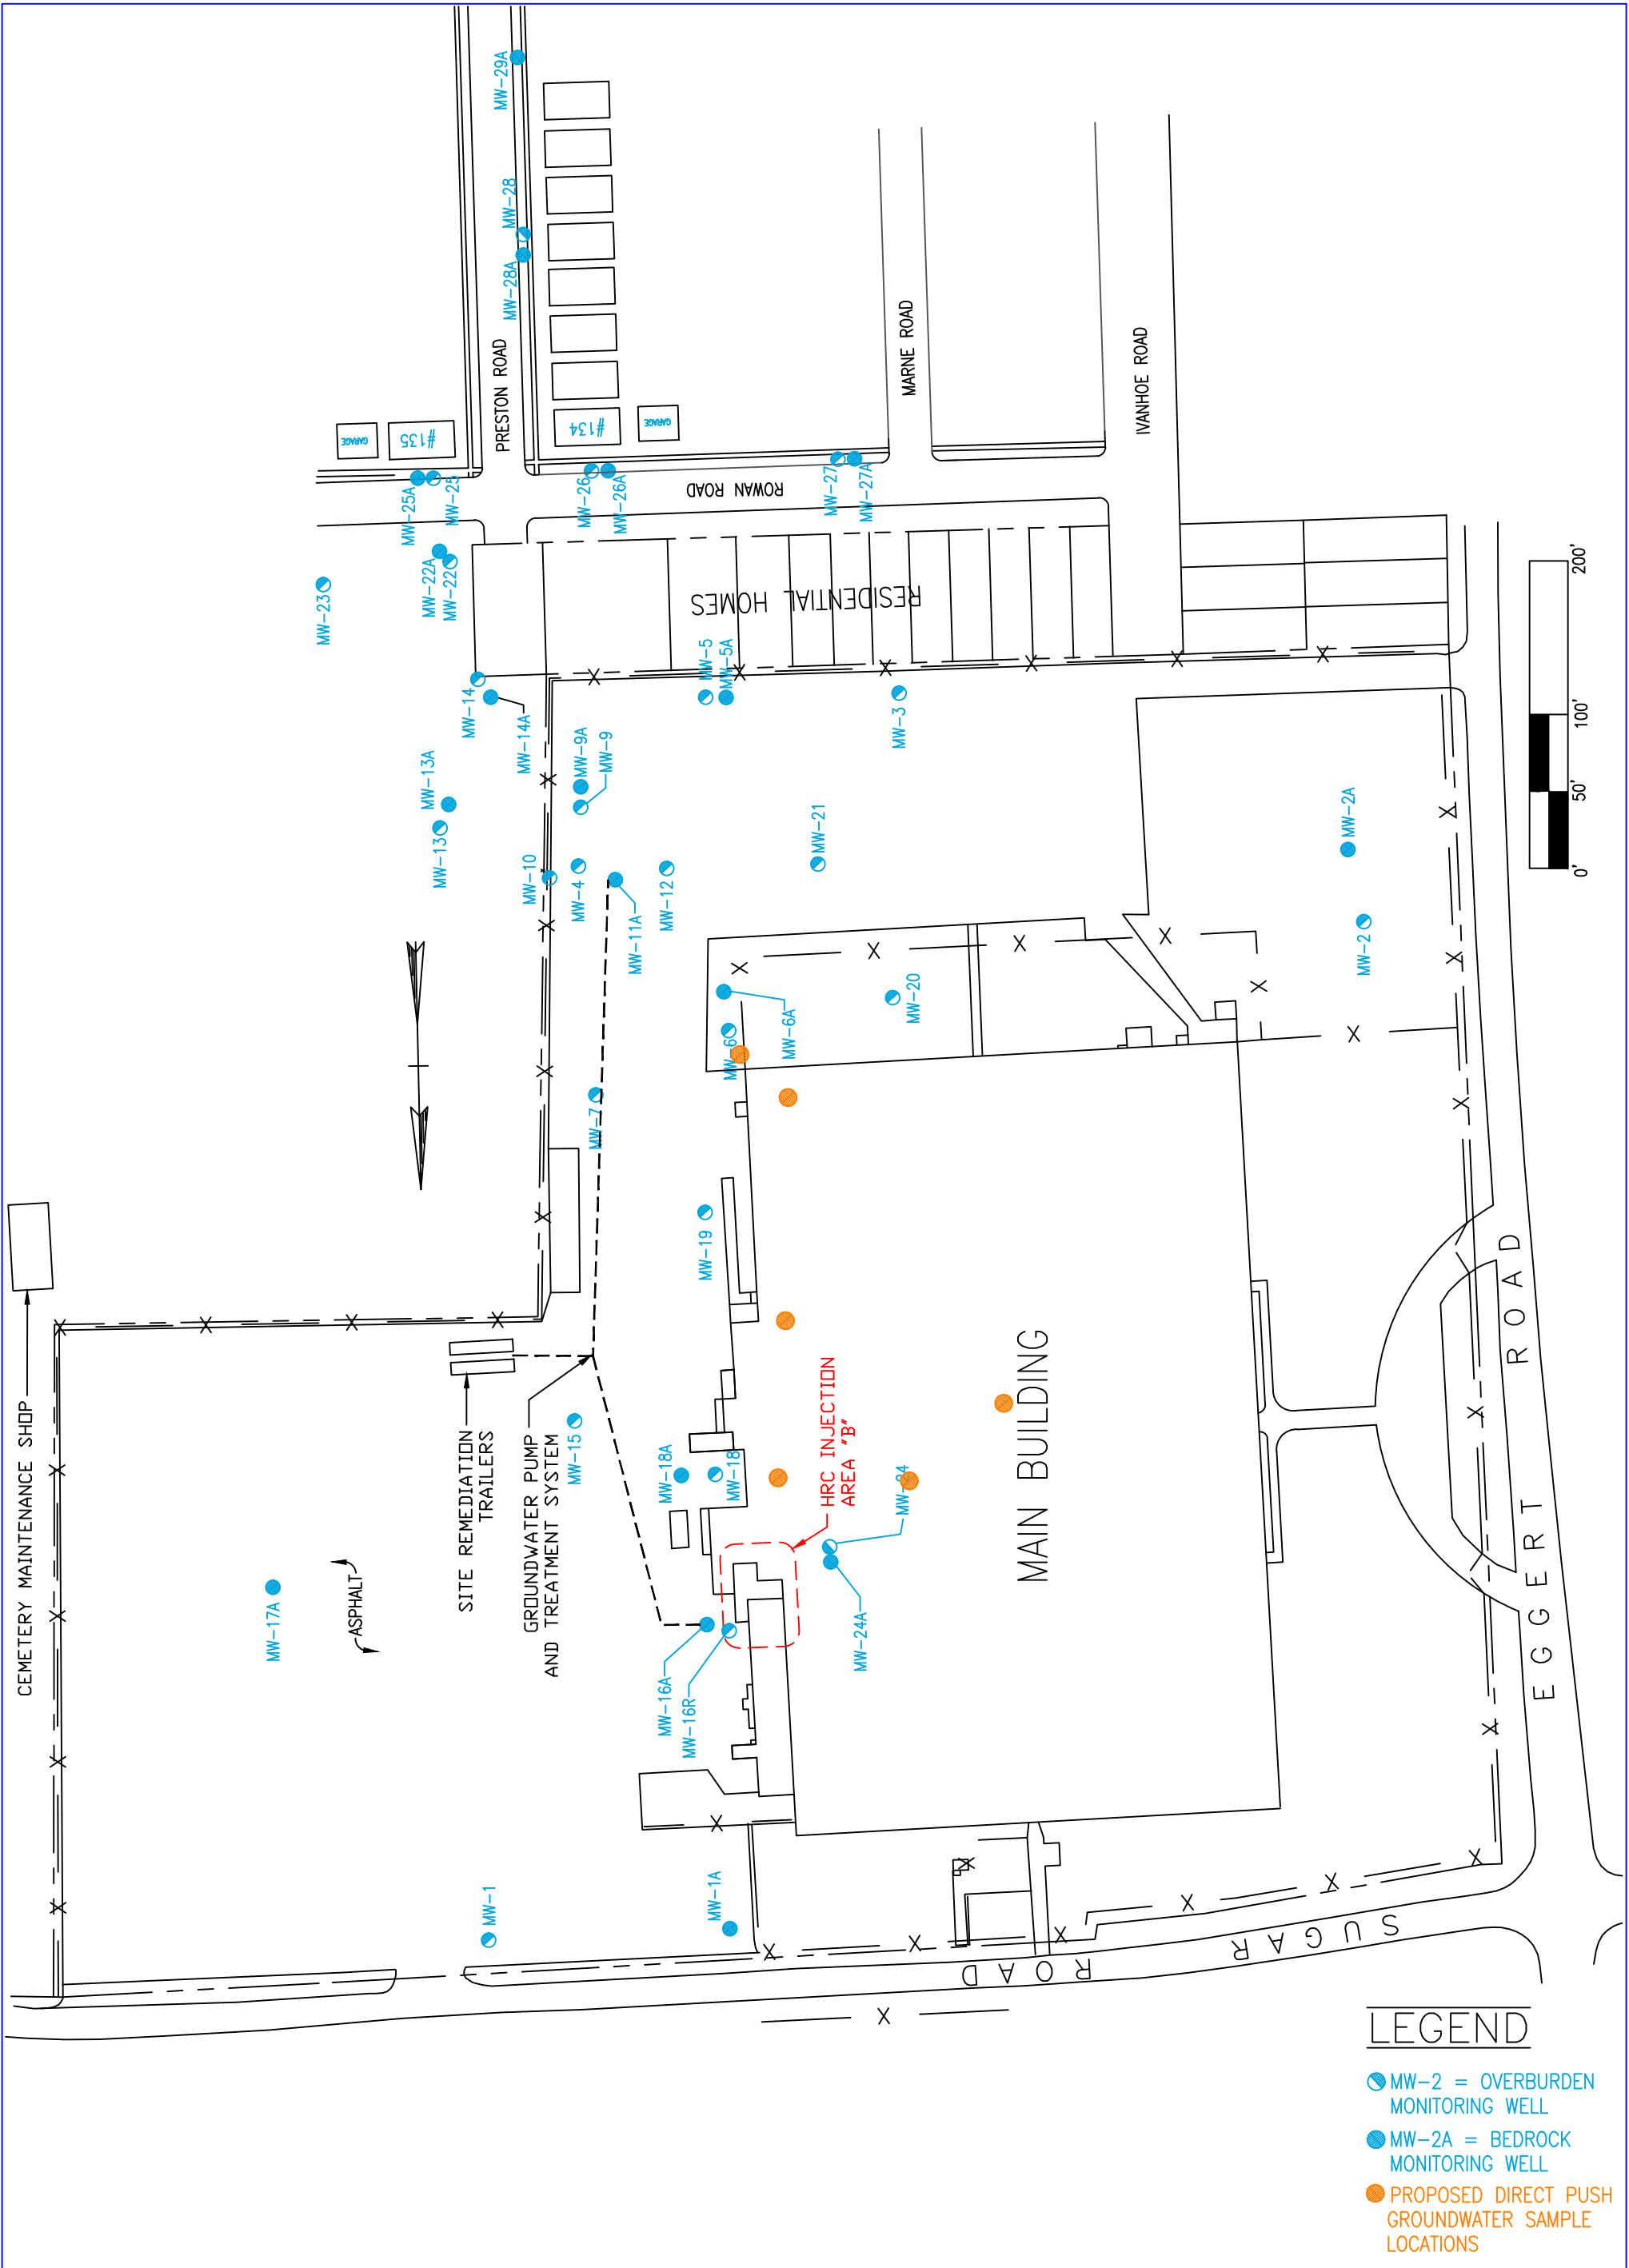 MW-29A
MW-28
MW-28A
PRESTON ROAD
GARAGE
#135
#134
GARAGE
MARNE ROAD
IVANHOE ROAD
MW-25A
MW-25
MW-26
MW-26A
ROWAN ROAD
MW-27
MW-27A
MW-23
MW-22A
MW-22
RESIDENTIAL HOMES
MW-14
MW-14A
MW-5
MW-5A
MW-3
MW-13A
MW-13
MW-9A
MW-9
MW-10
MW-4
MW-11A
MW-12
MW-21
MW-2A
MW-2
0'
50'
100'
200'
MW-6A
MW-6
MW-20
MW-7
MW-19
CEMETERY MAINTENANCE SHOP
SITE REMEDIATION
TRAILERS
GROUNDWATER PUMP
AND TREATMENT SYSTEM
MW-15
MW-18A
MW-18
HRC INJECTION
AREA "B"
MW-24
MW-24A
MAIN BUILDING
MW-17A
ASPHALT
MW-16A
MW-16R
MW-1
MW-1A
EGGERT ROAD
SUGAR ROAD
LEGEND
MW-2 = OVERBURDEN
MONITORING WELL
MW-2A = BEDROCK
MONITORING WELL
PROPOSED DIRECT PUSH
GROUNDWATER SAMPLE
LOCATIONS